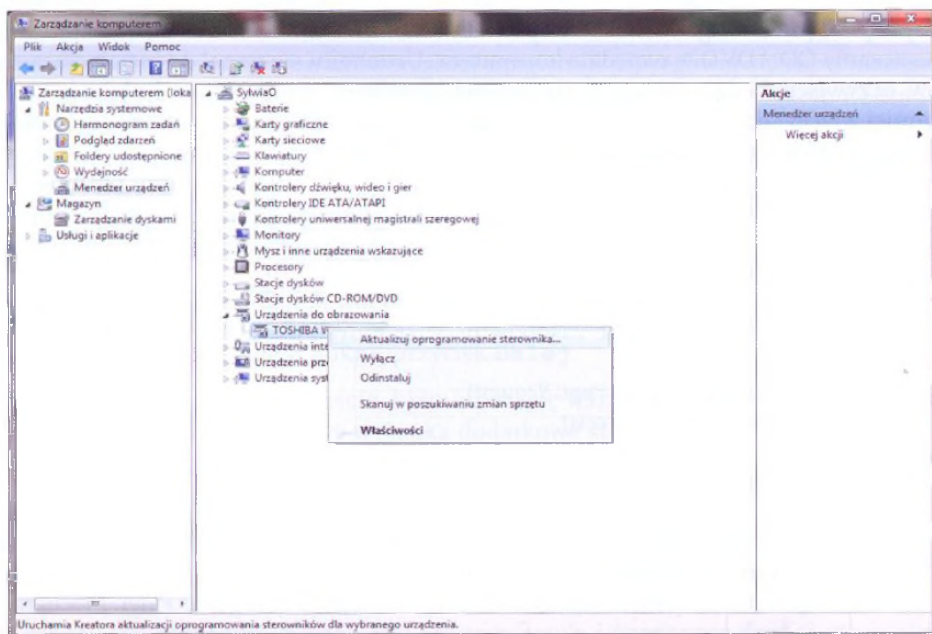 Zarządzanie komputerem
Plik Akcja Widok Pomoc
Zarządzanie komputerem (loka
Narzędzia systemowe
Harmonogram zadań
Podgląd zdarzeń
Foldery udostępnione
Wydajność
Menedżer urządzeń
Magazyn
Zarządzanie dyskami
Usługi i aplikacje
SylwiaO
Baterie
Karty graficzne
Karty sieciowe
Klawiatury
Komputer
Kontrolery dźwięku, wideo i gier
Kontrolery IDE ATA/ATAPI
Kontrolery uniwersalnej magistrali szeregowej
Monitory
Mysz i inne urządzenia wskazujące
Procesory
Stacje dysków
Stacje dysków CD-ROM/DVD
Urządzenia do obrazowania
TOSHIBA W
Urządzenia inte
Urządzenia prze
Urządzenia syst
Aktualizuj oprogramowanie sterownika...
Wyłącz
Odinstaluj
Skanuj w poszukiwaniu zmian sprzętu
Właściwości
Akcje
Menedżer urządzeń
Więcej akcji
Uruchamia Kreatora aktualizacji oprogramowania sterowników dla wybranego urządzenia.